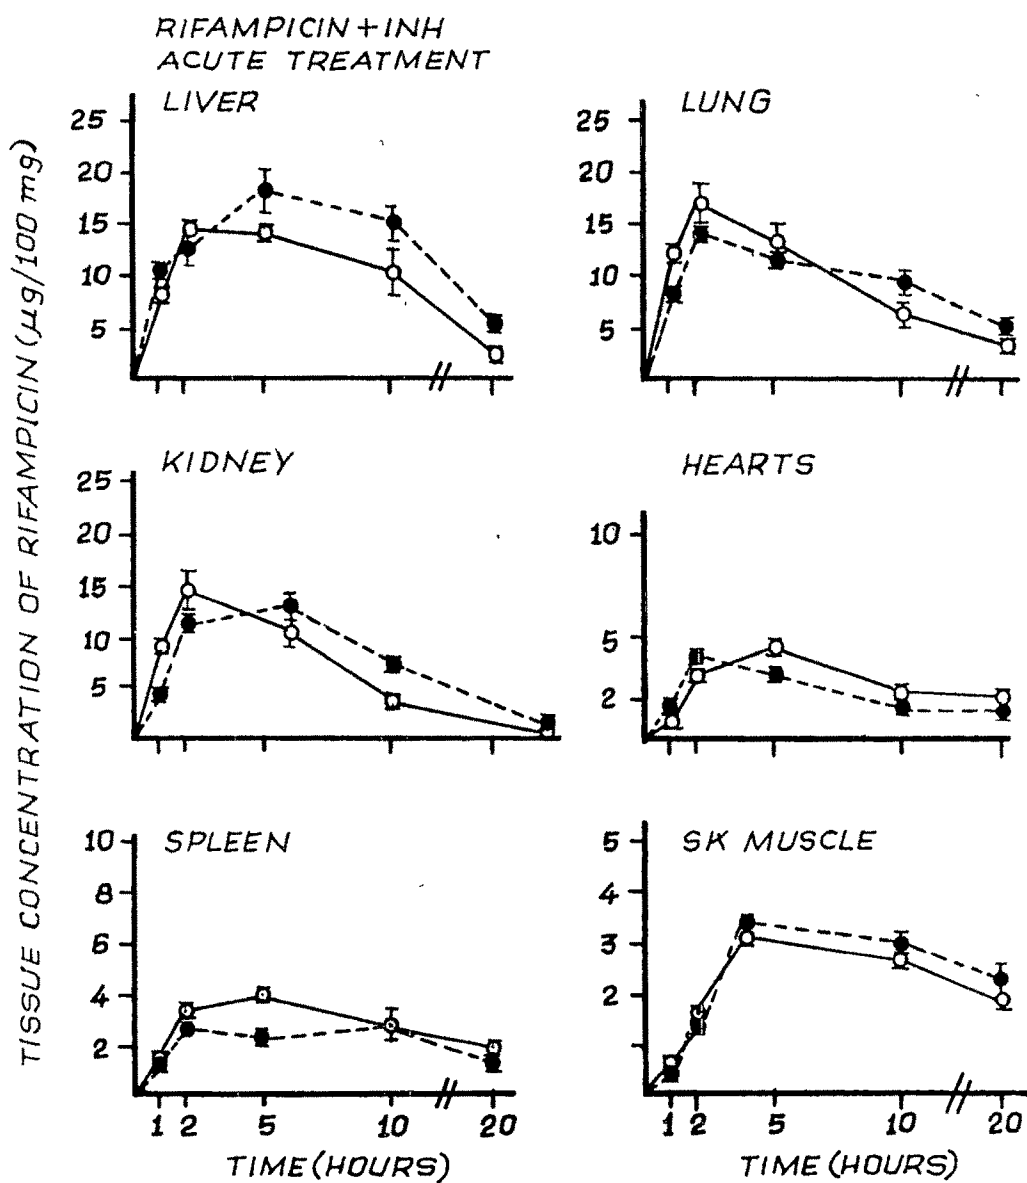 RIFAMPICIN + INH
ACUTE TREATMENT
TISSUE CONCENTRATION OF RIFAMPICIN (µg/100 mg)
LIVER
25
20
15
10
5
LUNG
25
20
15
10
5
KIDNEY
25
20
15
10
5
HEARTS
10
5
2
SPLEEN
10
8
6
4
2
1 2 5 10 20
TIME (HOURS)
SK MUSCLE
5
4
3
2
1 2 5 10 20
TIME (HOURS)